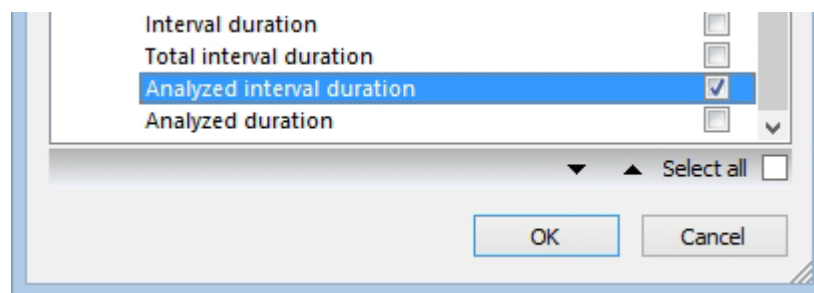 Interval duration
Total interval duration
Analyzed interval duration
Analyzed duration
Select all
OK Cancel